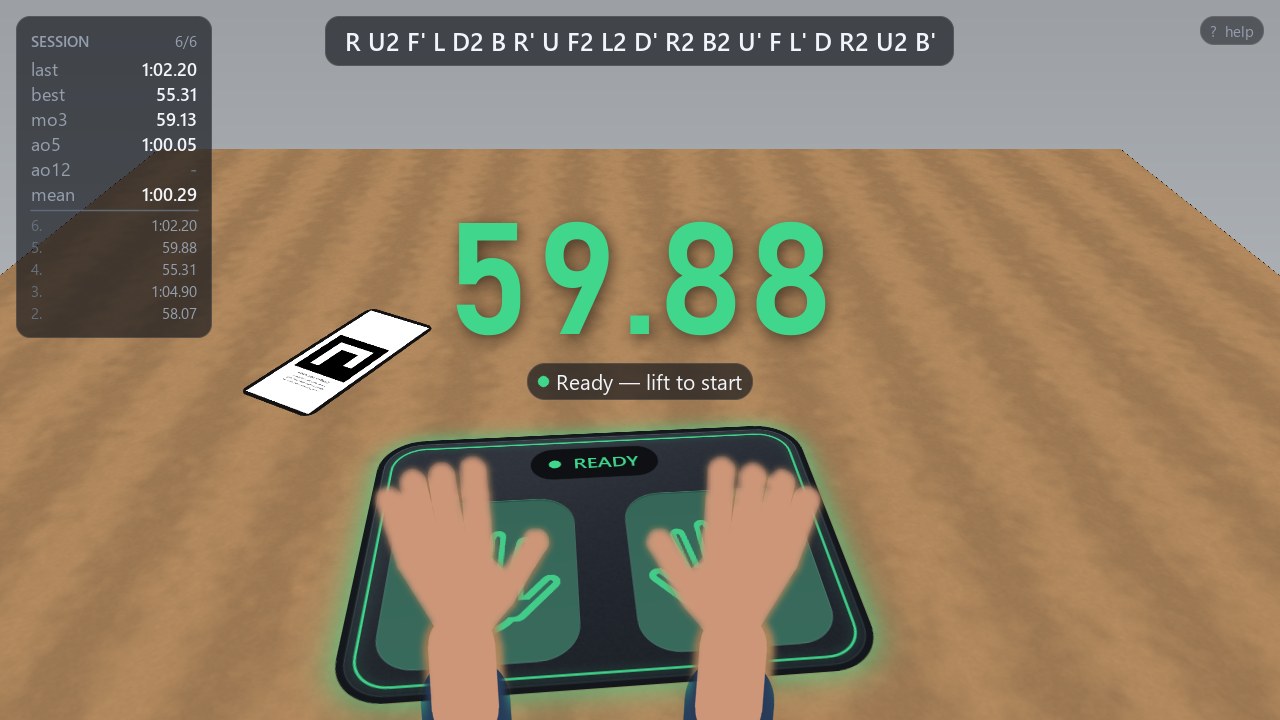 SESSION 6/6
last 1:02.20
best 55.31
mo3 59.13
ao5 1:00.05
ao12 -
mean 1:00.29
6. 1:02.20
5. 59.88
4. 55.31
3. 1:04.90
2. 58.07
R U2 F' L D2 B R' U F2 L2 D' R2 B2 U' F L' D R2 U2 B'
? help
59.88
Ready — lift to start
READY